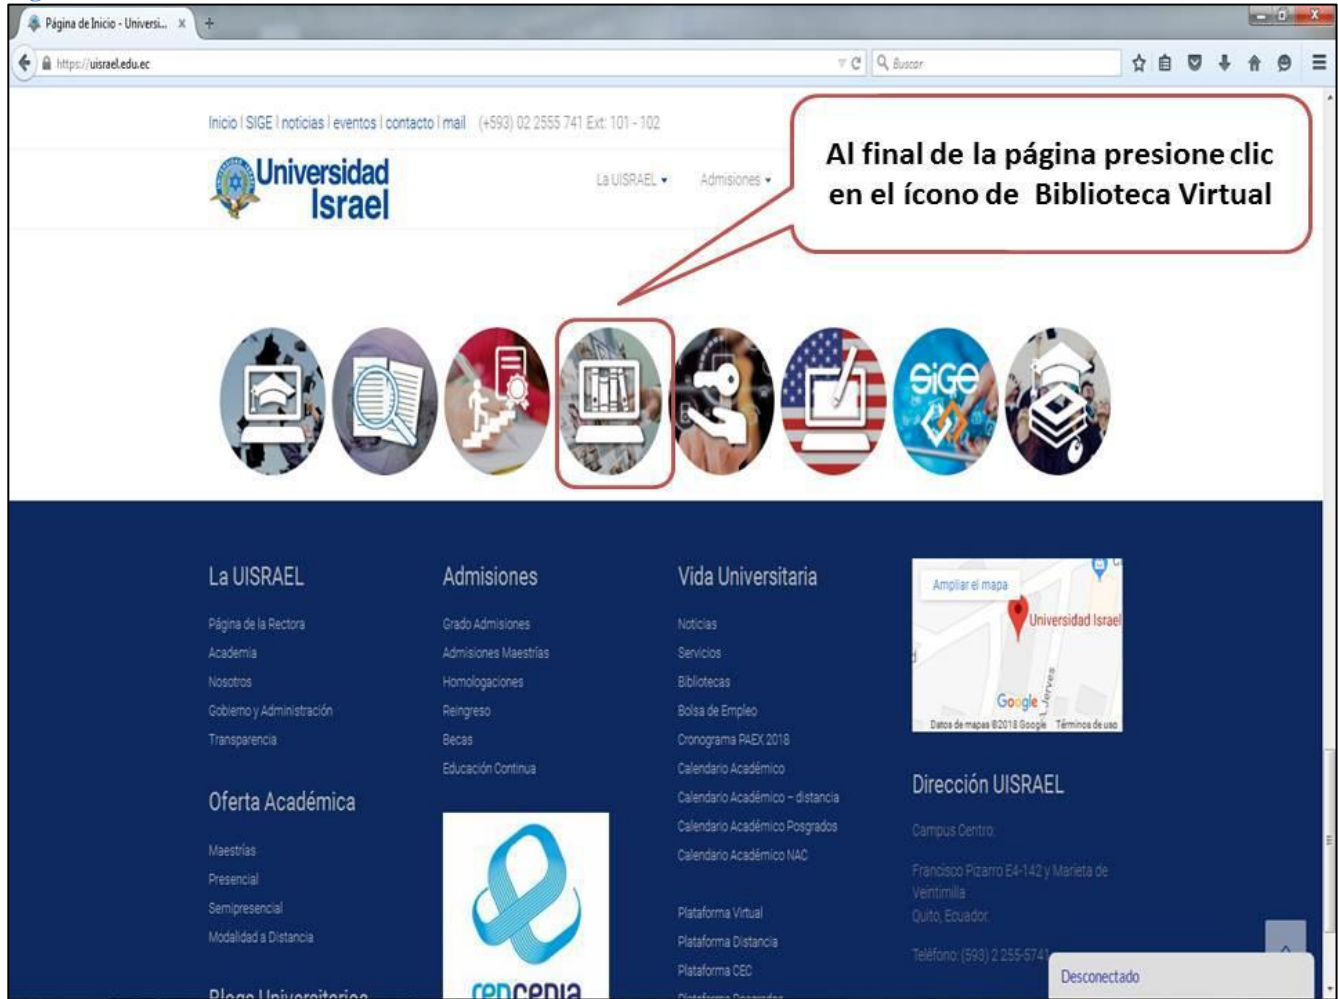 Página de Inicio - Universi...
https://uisrael.edu.ec
Buscar
Inicio | SIGE | noticias | eventos | contacto | mail (+593) 02 2555 741 Ext: 101 - 102
Universidad
Israel
La UISRAEL
Admisiones
Al final de la página presione clic
en el ícono de Biblioteca Virtual
SiGe
La UISRAEL
Página de la Rectora
Academia
Nosotros
Gobierno y Administración
Transparencia
Oferta Académica
Maestrías
Presencial
Semipresencial
Modalidad a Distancia
Blogs Universitarios
Admisiones
Grado Admisiones
Admisiones Maestrías
Homologaciones
Reingreso
Becas
Educación Continua
Vida Universitaria
Noticias
Servicios
Bibliotecas
Bolsa de Empleo
Cronograma PAEX 2018
Calendario Académico
Calendario Académico – distancia
Calendario Académico Posgrados
Calendario Académico NAC
Plataforma Virtual
Plataforma Distancia
Plataforma CEC
Ampliar el mapa
Universidad Israel
Jerves
Google
Datos de mapas ©2018 Google Términos de uso
Dirección UISRAEL
Campus Centro:
Francisco Pizarro E4-142 y Marieta de
Veintimilla
Quito, Ecuador.
Teléfono: (593) 2 255-5741
Desconectado